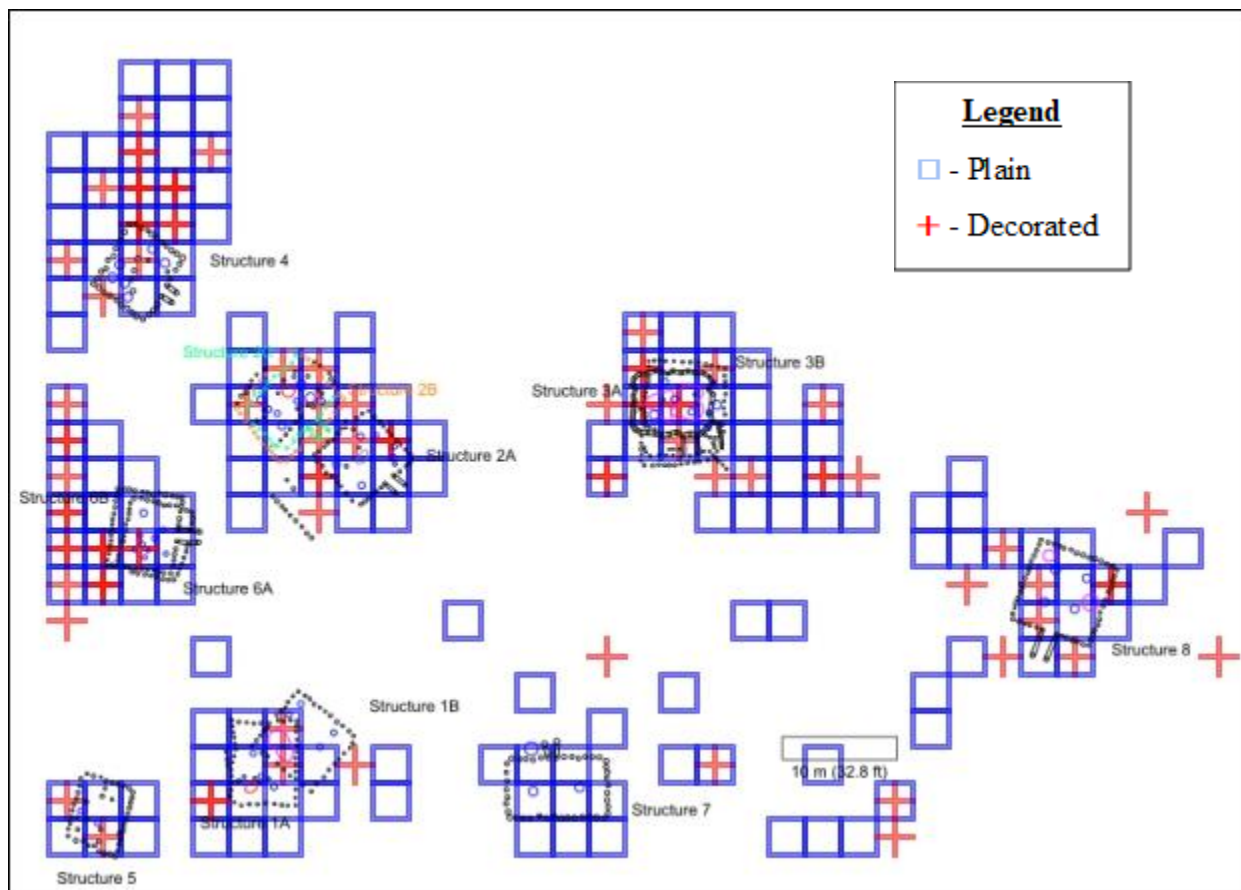 Legend
- Plain
- Decorated
Structure 4
Structure
Structure 3B
Structure 2B
Structure 3A
Structure 2A
Structure 6B
Structure 6A
Structure 8
Structure 1B
10 m (32.8 ft)
Structure 7
Structure 1A
Structure 5